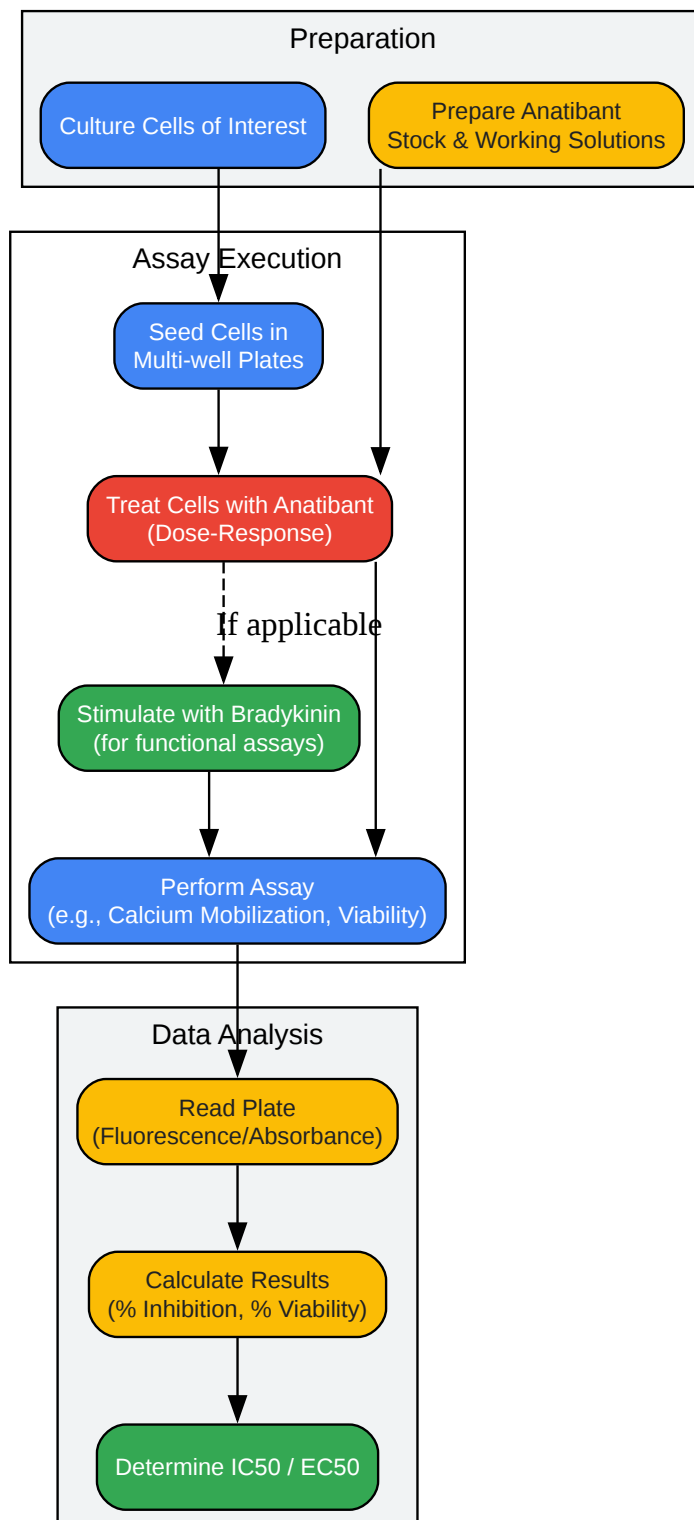 Preparation
Culture Cells of Interest
Prepare Anatibant
Stock & Working Solutions
Assay Execution
Seed Cells in
Multi-well Plates
Treat Cells with Anatibant
(Dose-Response)
If applicable
Stimulate with Bradykinin
(for functional assays)
Perform Assay
(e.g., Calcium Mobilization, Viability)
Data Analysis
Read Plate
(Fluorescence/Absorbance)
Calculate Results
(% Inhibition, % Viability)
Determine IC50 / EC50